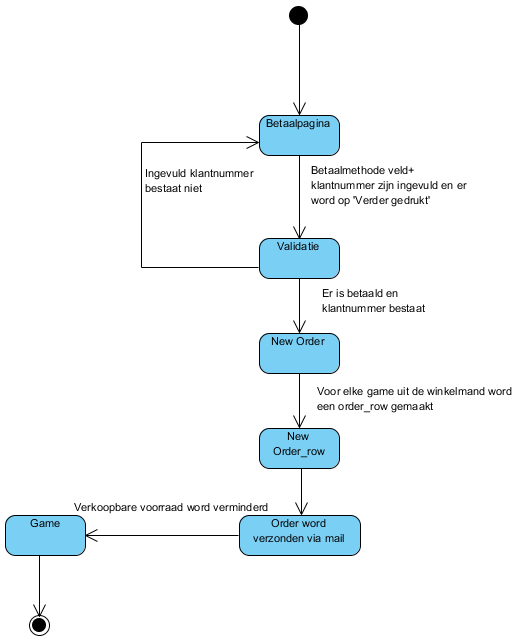 Betaalpagina
Ingevuld klantnummer
bestaat niet
Betaalmethode veld+
klantnummer zijn ingevuld en er
word op 'Verder gedrukt'
Validatie
Er is betaald en
klantnummer bestaat
New Order
Voor elke game uit de winkelmand word
een order_row gemaakt
New
Order_row
Verkoopbare voorraad word verminderd
Game
Order word
verzonden via mail